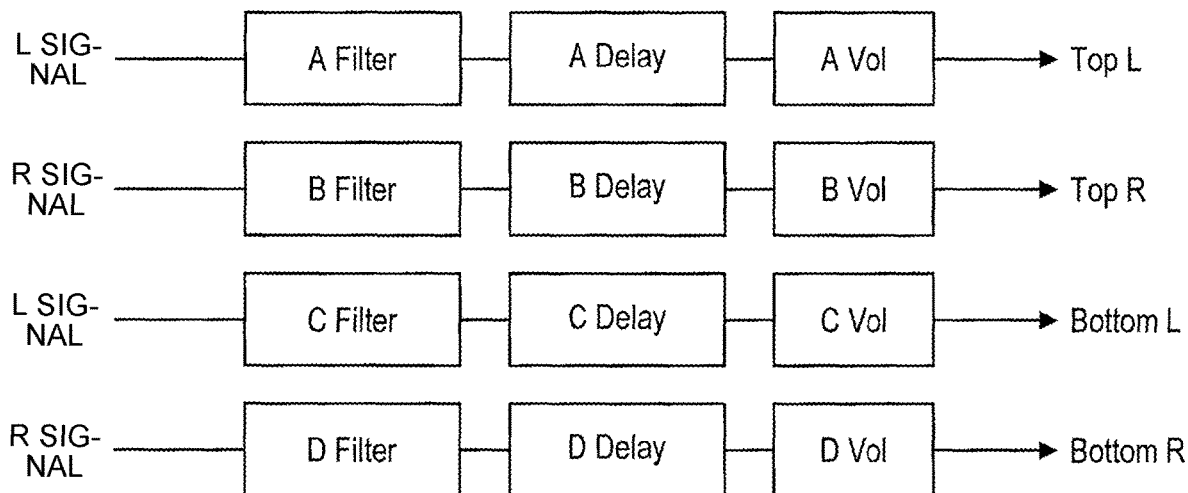 L SIG-
NAL
A Filter
A Delay
A Vol
Top L
R SIG-
NAL
B Filter
B Delay
B Vol
Top R
L SIG-
NAL
C Filter
C Delay
C Vol
Bottom L
R SIG-
NAL
D Filter
D Delay
D Vol
Bottom R